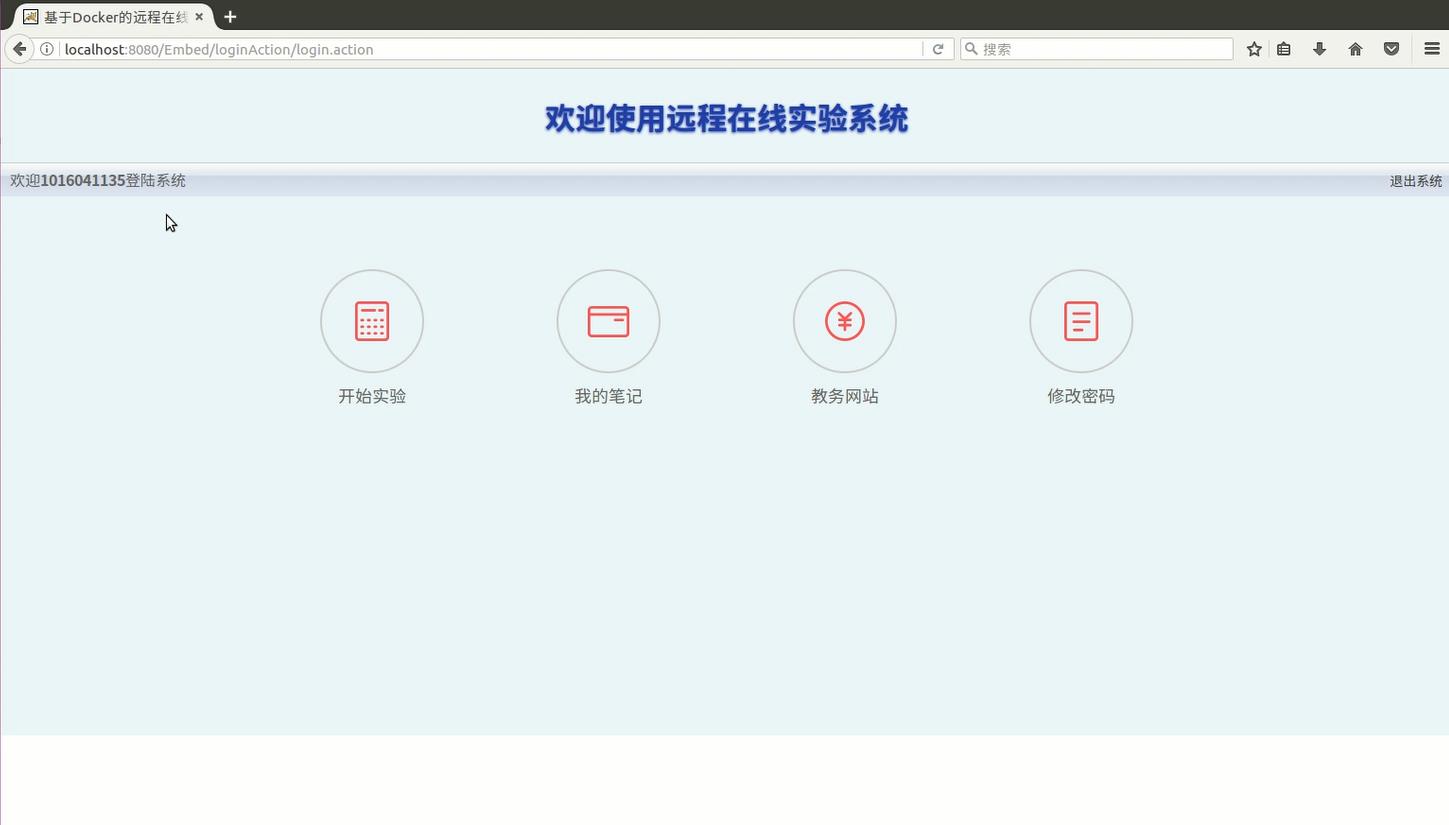 基于Docker的远程在线
localhost:8080/Embed/loginAction/login.action
搜索
欢迎使用远程在线实验系统
欢迎1016041135登陆系统
退出系统
开始实验
我的笔记
教务网站
修改密码